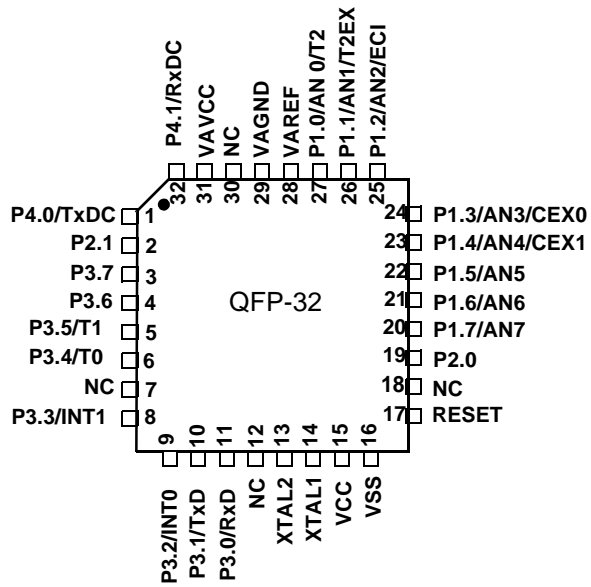 P4.1/RxDC
VAVCC
NC
VAGND
VAREF
P1.0/AN 0/T2
P1.1/AN1/T2EX
P1.2/AN2/ECI
32
31
30
29
28
27
26
25
P4.0/TxDC 1
P2.1 2
P3.7 3
P3.6 4
P3.5/T1 5
P3.4/T0 6
NC 7
P3.3/INT1 8
QFP-32
24 P1.3/AN3/CEX0
23 P1.4/AN4/CEX1
22 P1.5/AN5
21 P1.6/AN6
20 P1.7/AN7
19 P2.0
18 NC
17 RESET
9
10
11
12
13
14
15
16
P3.2/INT0
P3.1/TxD
P3.0/RxD
NC
XTAL2
XTAL1
VCC
VSS